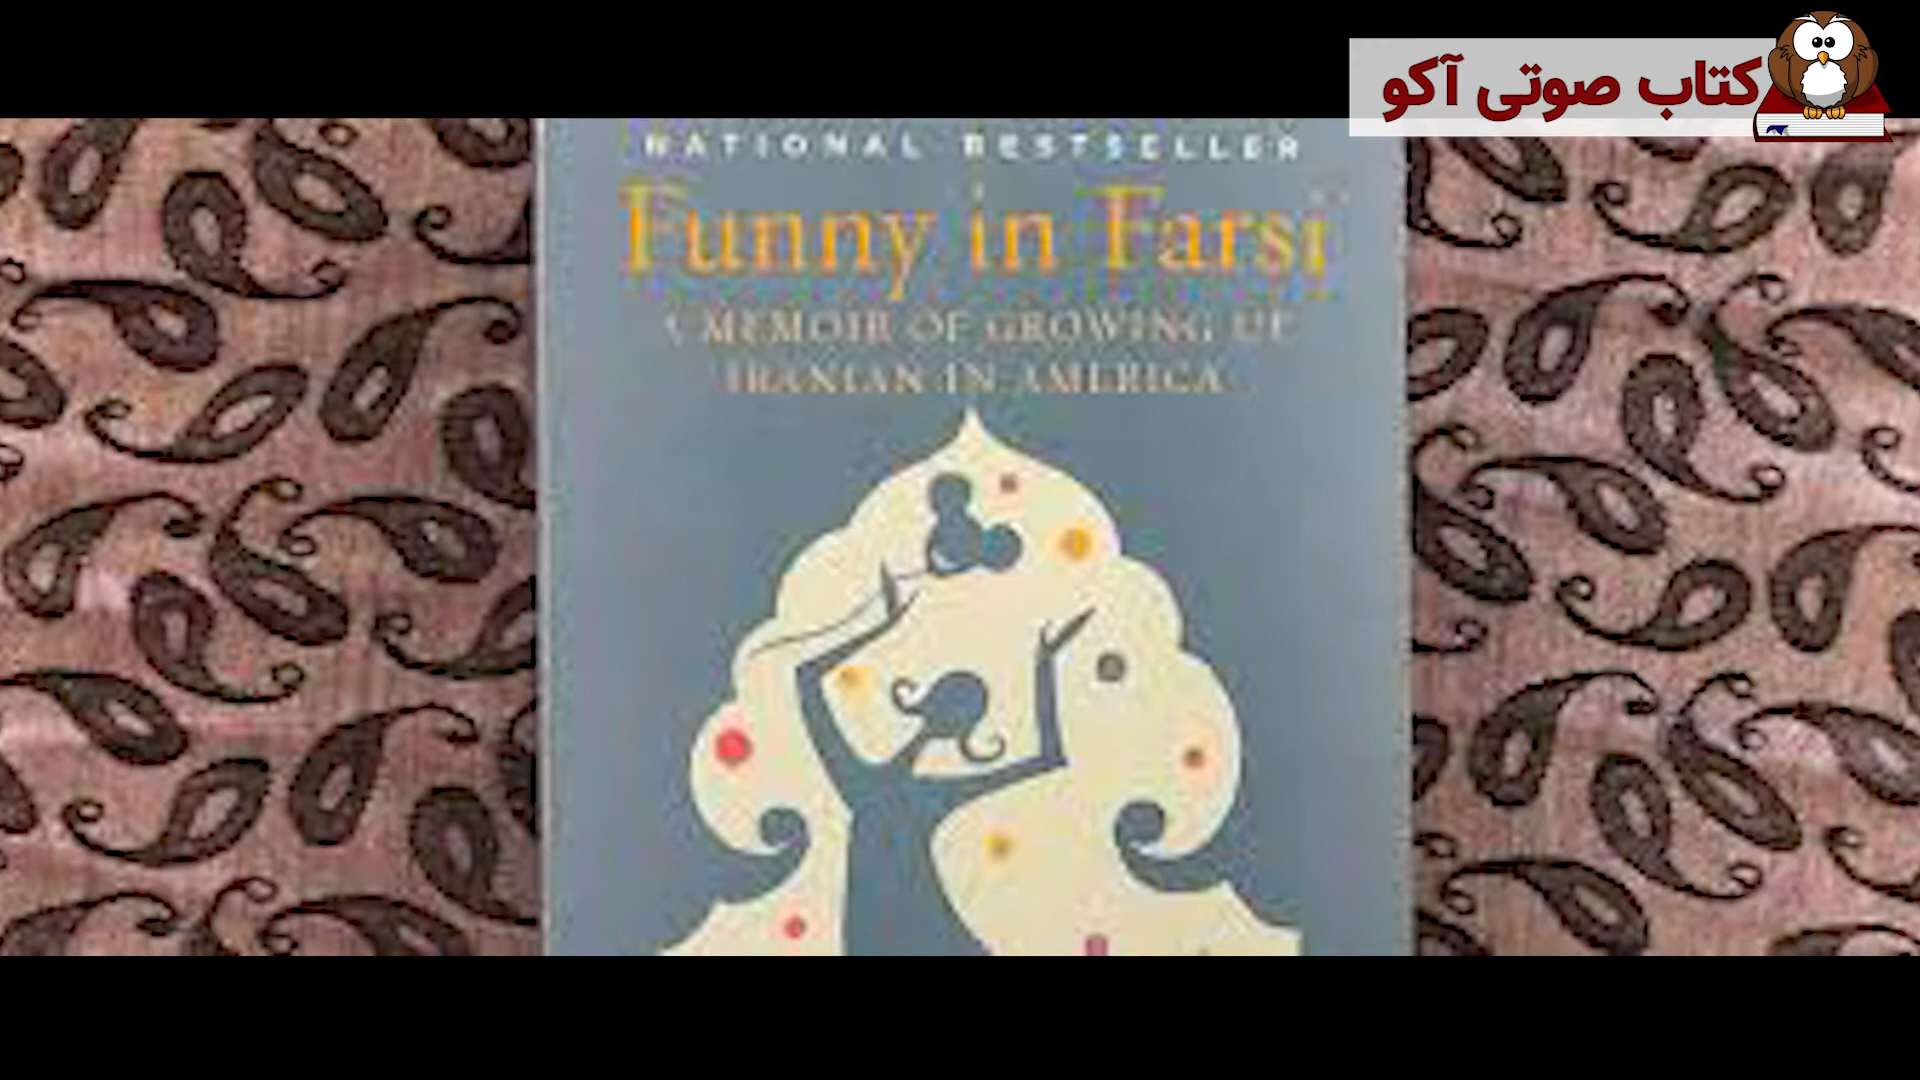 کتاب صوتی آکو
NATIONAL BESTSELLER
Funny in Farsi
A MEMOIR OF GROWING UP
IRANIAN IN AMERICA